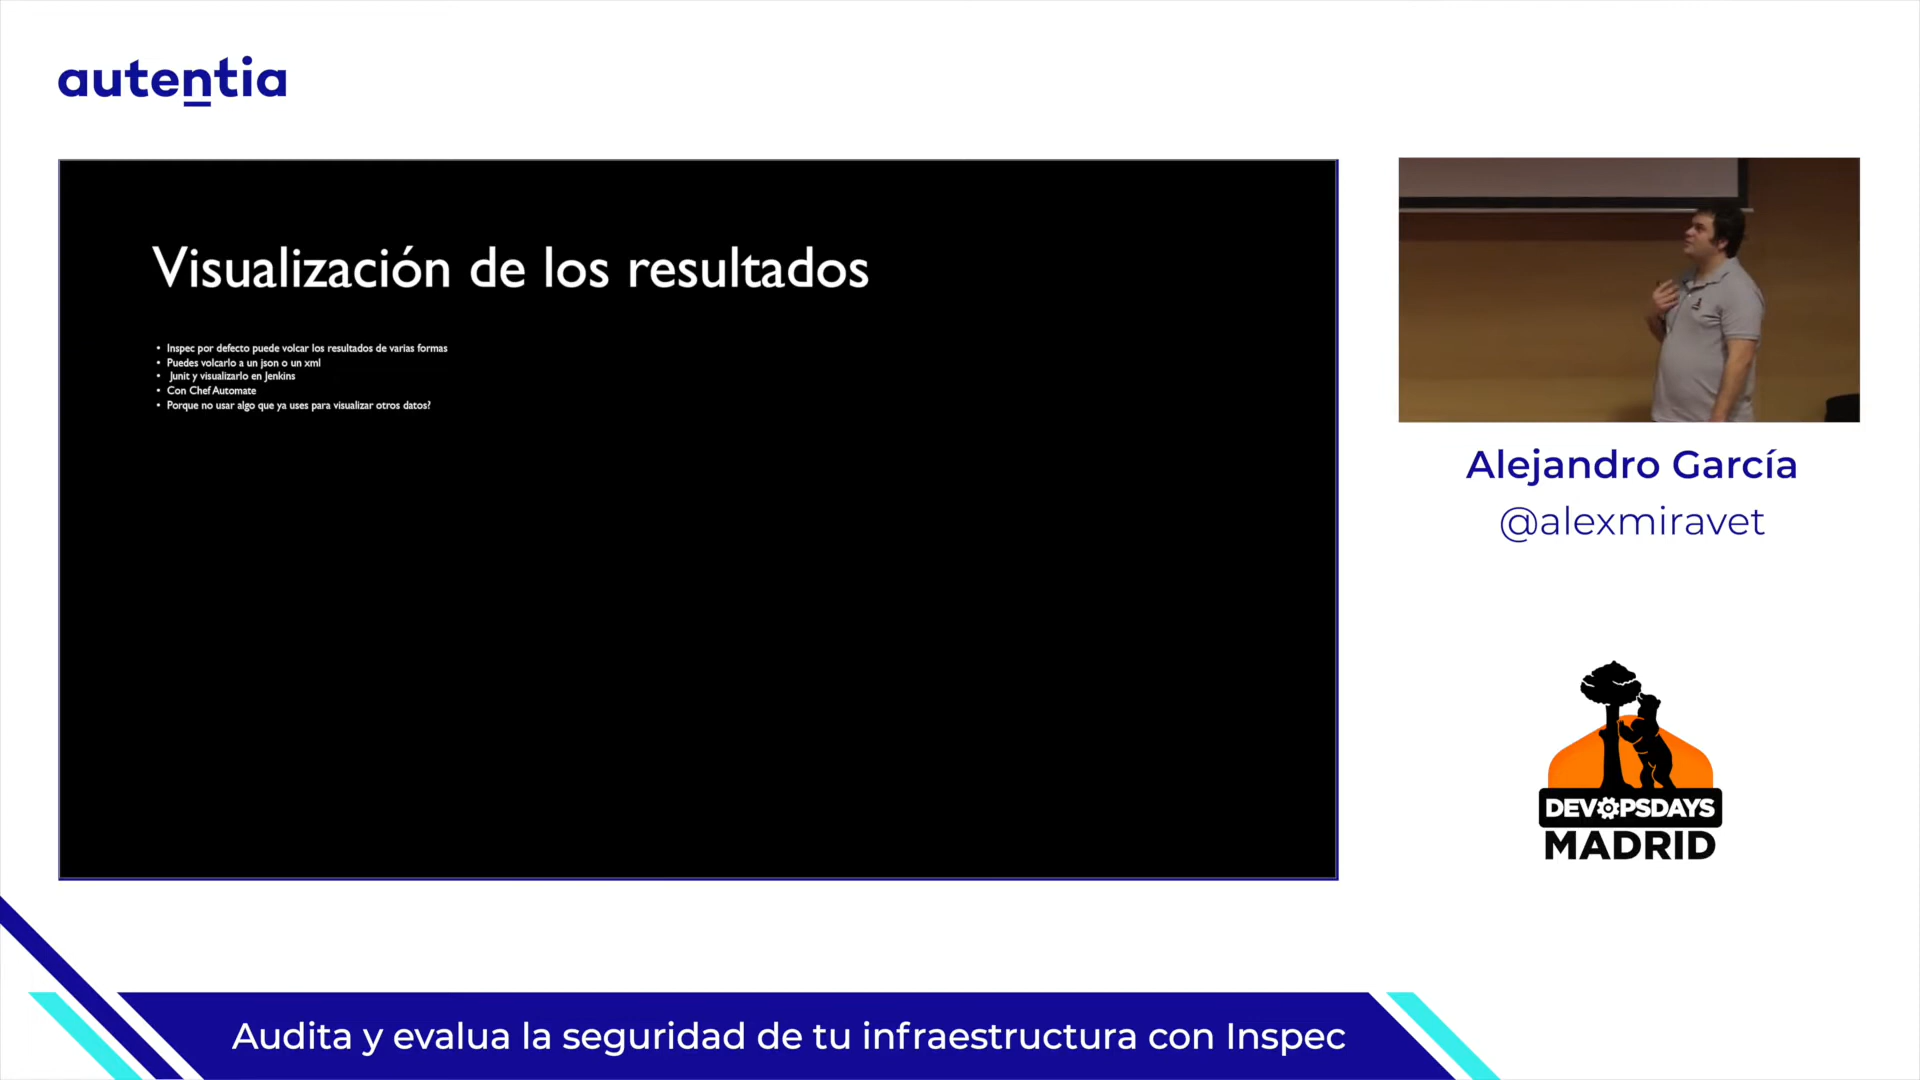 autentia
Visualización de los resultados
• Inspec por defecto puede volcar los resultados de varias formas
• Puedes volcarlo a un json o un xml
• Junit y visualizarlo en Jenkins
• Con Chef Automate
• Porque no usar algo que ya uses para visualizar otros datos?
Alejandro García
@alexmiravet
DEVOPSDAYS
MADRID
Audita y evalua la seguridad de tu infraestructura con Inspec